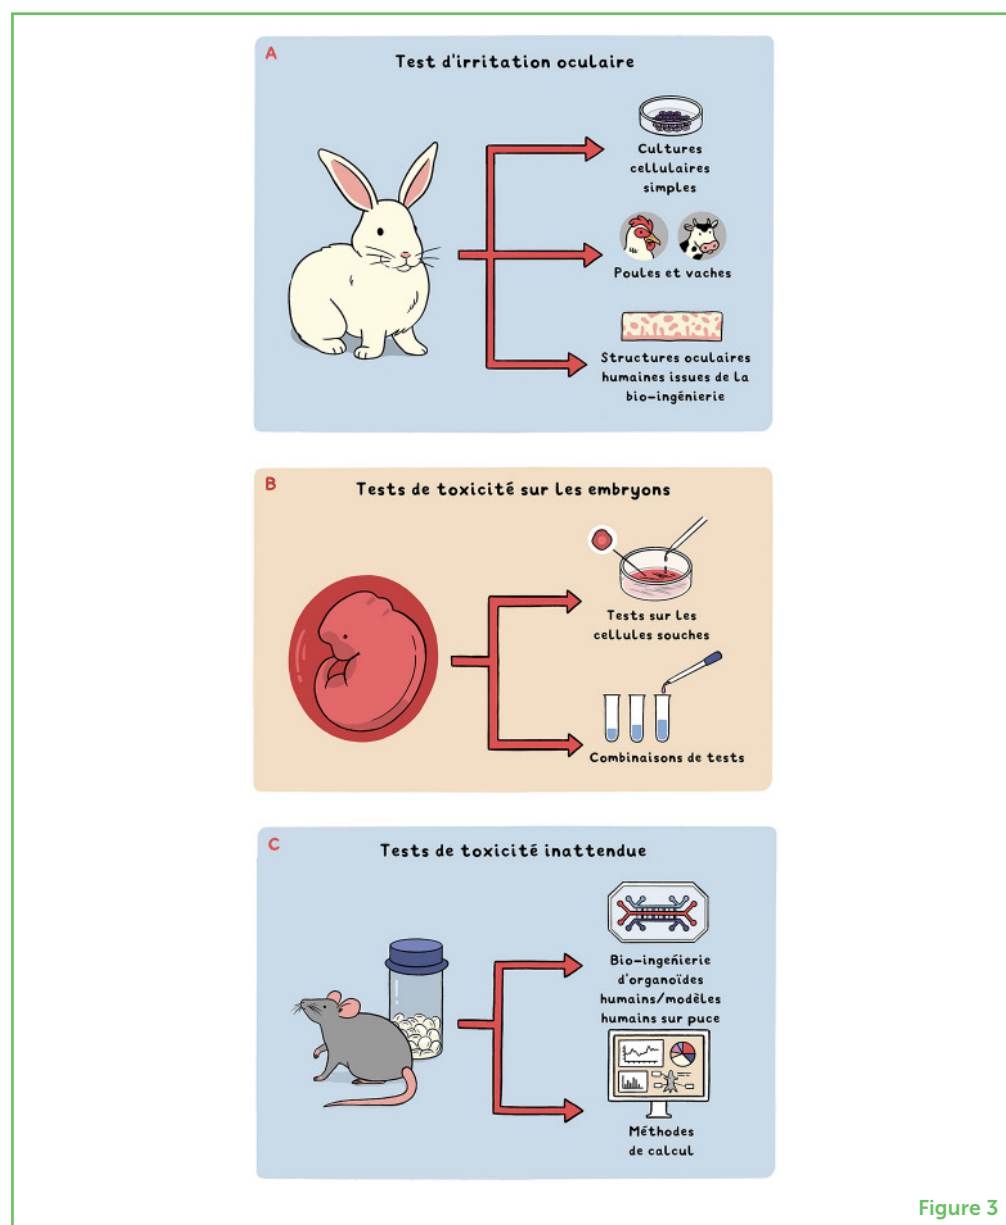 A
Test d'irritation oculaire
Cultures
cellulaires
simples
Poules et vaches
Structures oculaires
humaines issues de la
bio-ingénierie
B
Tests de toxicité sur les embryons
Tests sur les
cellules souches
Combinaisons de tests
C
Tests de toxicité inattendue
Bio-ingénierie
d'organoïdes
humains/modèles
humains sur puce
Méthodes
de calcul
Figure 3